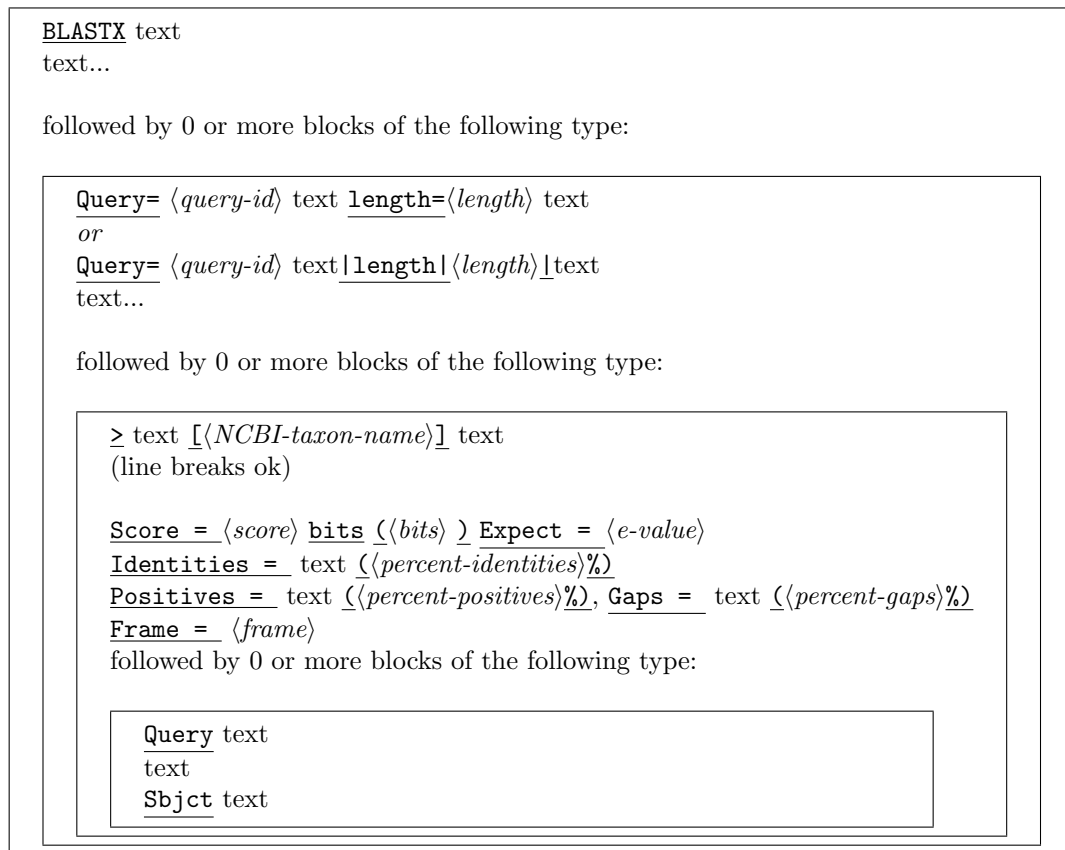 BLASTX text
text...
followed by 0 or more blocks of the following type:
Query= ⟨query-id⟩ text length=⟨length⟩ text
or
Query= ⟨query-id⟩ text|length|⟨length⟩|text
text...
followed by 0 or more blocks of the following type:
> text [⟨NCBI-taxon-name⟩] text
(line breaks ok)
Score = ⟨score⟩ bits (⟨bits⟩ ) Expect = ⟨e-value⟩
Identities = text (⟨percent-identities⟩%)
Positives = text (⟨percent-positives⟩%), Gaps = text (⟨percent-gaps⟩%)
Frame = ⟨frame⟩
followed by 0 or more blocks of the following type:
Query text
text
Sbjct text